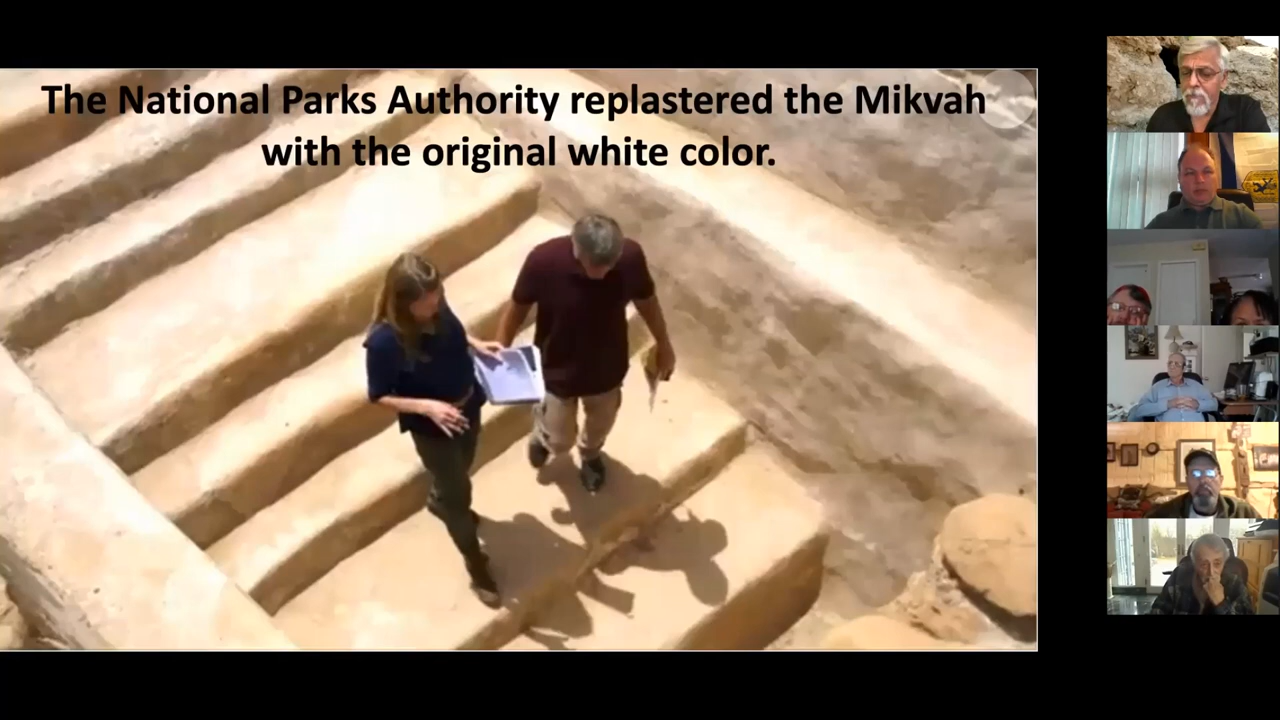 The National Parks Authority replastered the Mikvah
with the original white color.